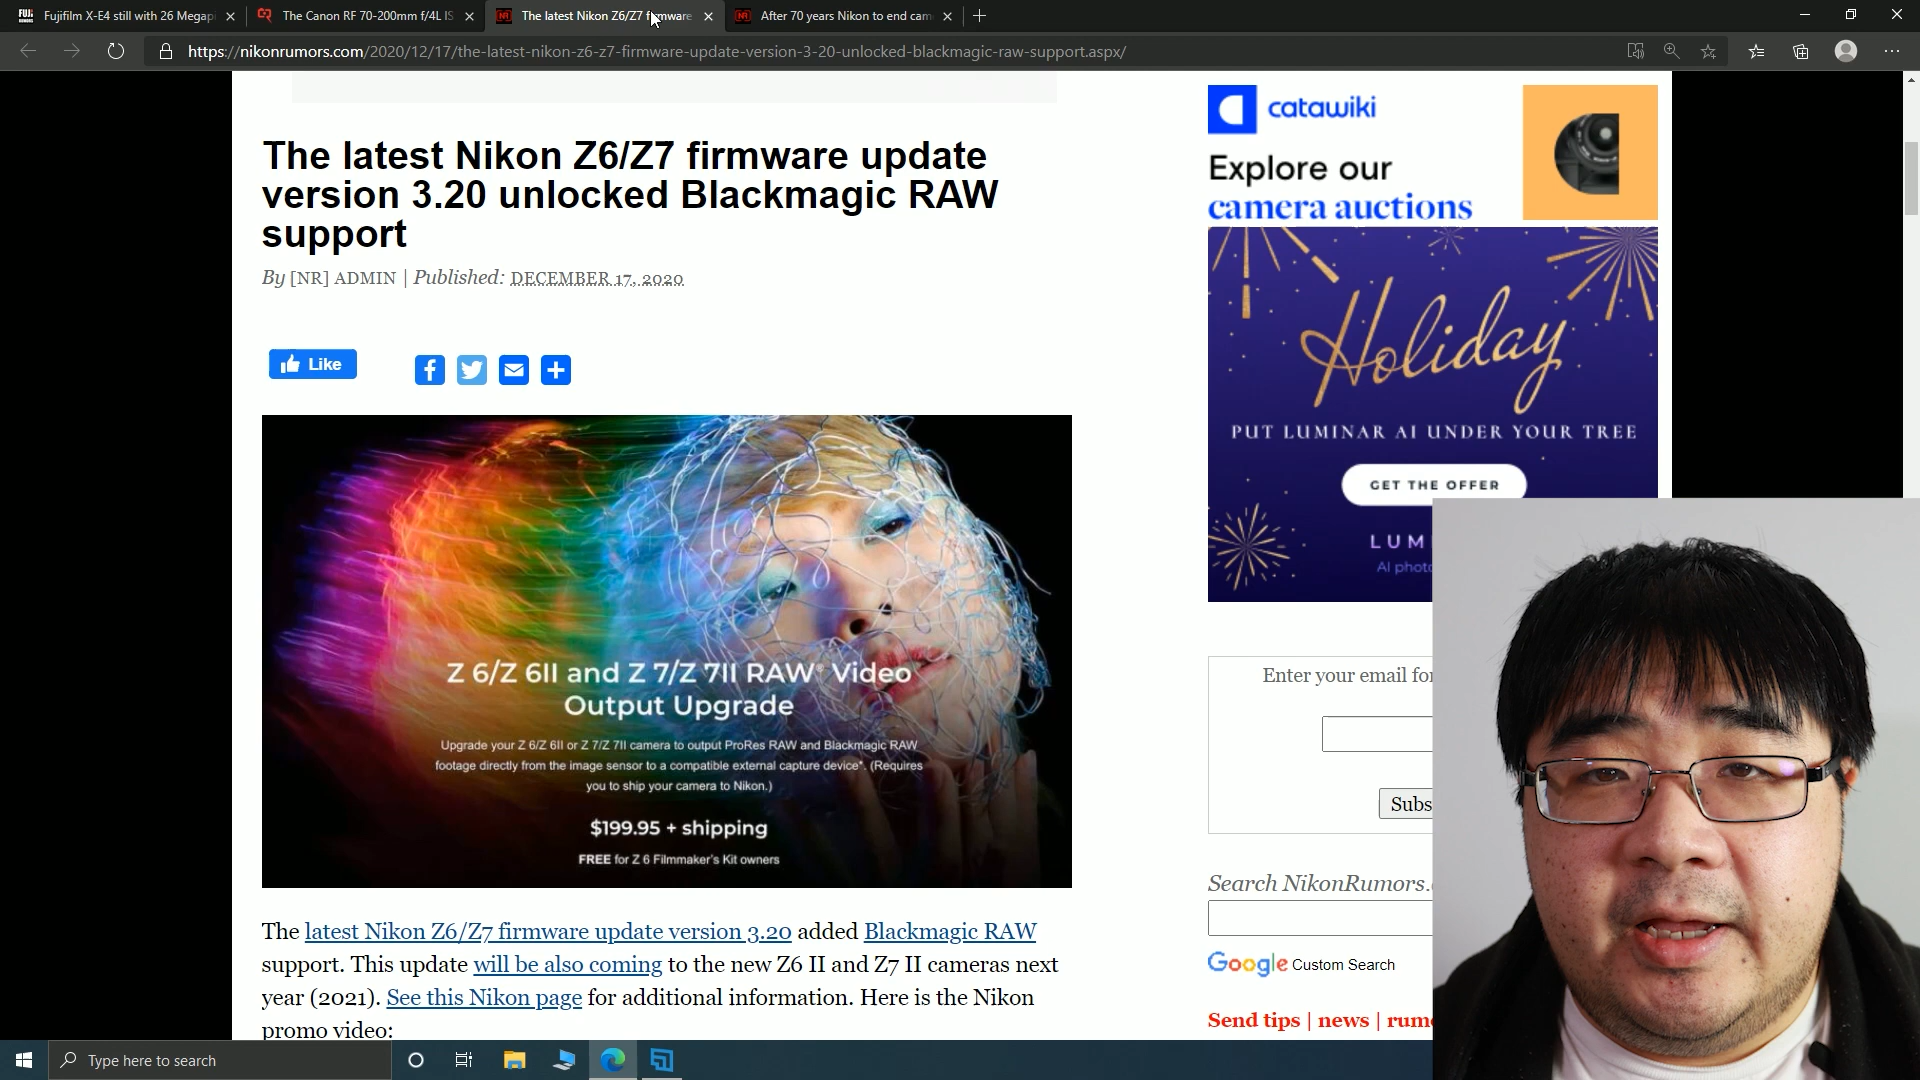 Fujifilm X-E4 still with 26 Megapi
The Canon RF 70-200mm f/4L IS
The latest Nikon Z6/Z7 firmware
After 70 years Nikon to end cam
https://nikonrumors.com/2020/12/17/the-latest-nikon-z6-z7-firmware-update-version-3-20-unlocked-blackmagic-raw-support.aspx/
The latest Nikon Z6/Z7 firmware update
version 3.20 unlocked Blackmagic RAW
support
By [NR] ADMIN | Published: DECEMBER 17, 2020
Like
Z 6/Z 6II and Z 7/Z 7II RAW* Video
Output Upgrade
Upgrade your Z 6/Z 6II or Z 7/Z 7II camera to output ProRes RAW and Blackmagic RAW
footage directly from the image sensor to a compatible external capture device*. (Requires
you to ship your camera to Nikon.)
$199.95 + shipping
FREE for Z 6 Filmmaker's Kit owners
The latest Nikon Z6/Z7 firmware update version 3.20 added Blackmagic RAW
support. This update will be also coming to the new Z6 II and Z7 II cameras next
year (2021). See this Nikon page for additional information. Here is the Nikon
promo video:
catawiki
Explore our
camera auctions
Holiday
PUT LUMINAR AI UNDER YOUR TREE
GET THE OFFER
LUM
AI photo
Enter your email for
Subs
Search NikonRumors.
Google Custom Search
Send tips | news | rum
Type here to search